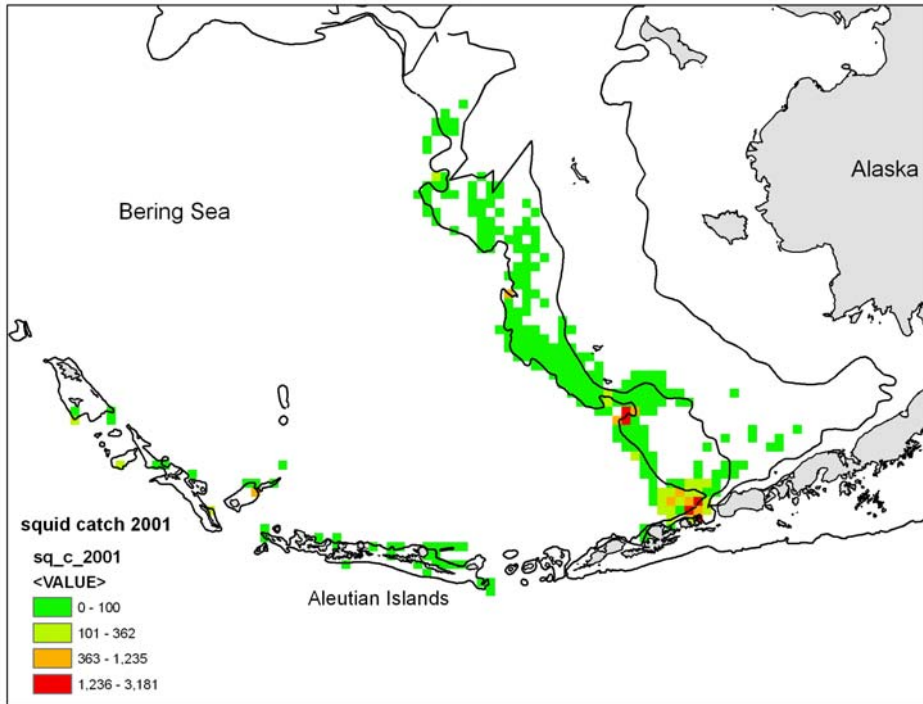 Alaska
Bering Sea
squid catch 2001
sq_c_2001
<VALUE>
0 - 100
101 - 362
363 - 1,235
1,236 - 3,181
Aleutian Islands